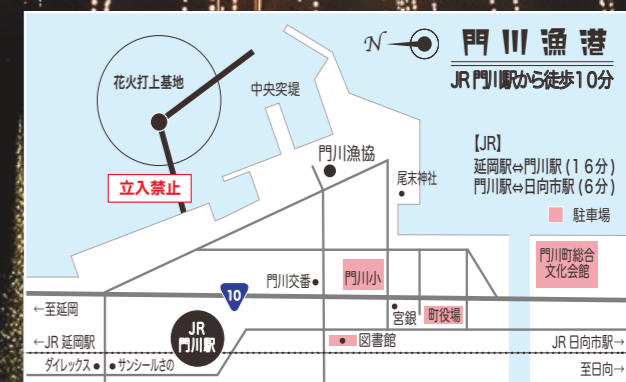 N
門川漁港
JR門川駅から徒歩10分
花火打上基地
中央突堤
立入禁止
門川漁協
尾末神社
【JR】
延岡駅⇔門川駅(16分)
門川駅⇔日向市駅(6分)
駐車場
門川町総合
文化会館
門川交番
門川小
10
宮銀
町役場
←至延岡
JR
門川駅
図書館
←JR延岡駅
JR日向市駅→
ダイレックス
サンシールさの
至日向→